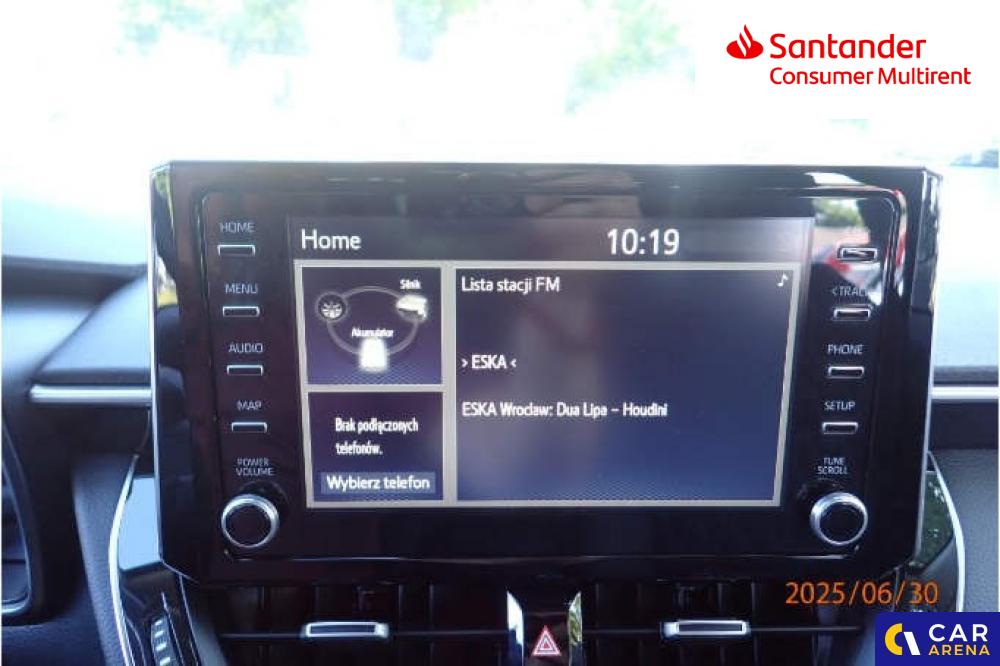 Santander
Consumer Multirent
HOME
MENU
AUDIO
MAP
POWER
VOLUME
Home
10:19
Silnik
Akumulator
Brak podłączonych
telefonów.
Wybierz telefon
Lista stacji FM
♪
› ESKA ‹
ESKA Wroclaw: Dua Lipa – Houdini
PHONE
SETUP
TUNE
SCROLL
2025/06/30
CAR
ARENA